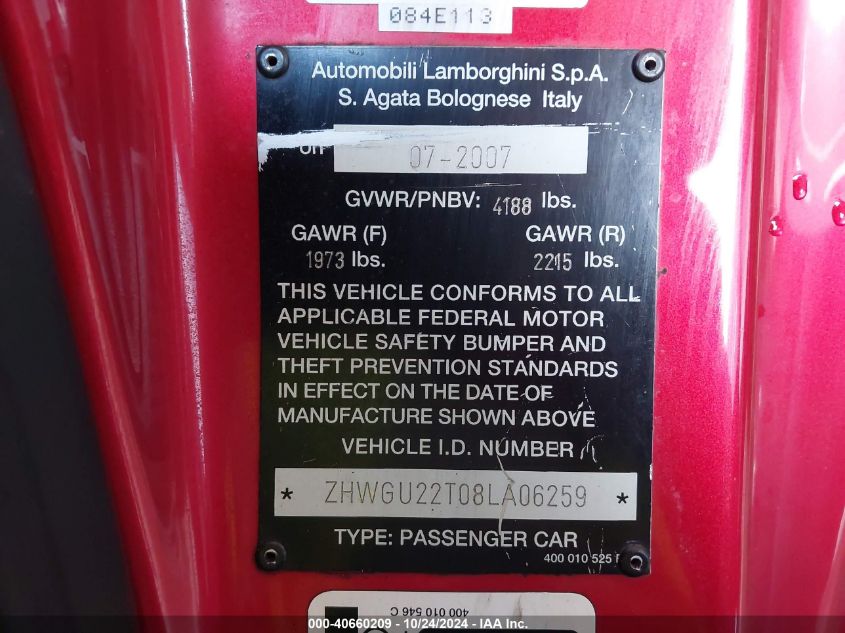 084E113
Automobili Lamborghini S.p.A.
S. Agata Bolognese Italy
07-2007
GVWR/PNBV: 4188 lbs.
GAWR (F) GAWR (R)
1973 lbs. 2215 lbs.
THIS VEHICLE CONFORMS TO ALL
APPLICABLE FEDERAL MOTOR
VEHICLE SAFETY BUMPER AND
THEFT PREVENTION STANDARDS
IN EFFECT ON THE DATE OF
MANUFACTURE SHOWN ABOVE
VEHICLE I.D. NUMBER
* ZHWGU22T08LA06259 *
TYPE: PASSENGER CAR
400 010 525
400 010 546 C
000-40660209 - 10/24/2024 - IAA Inc.